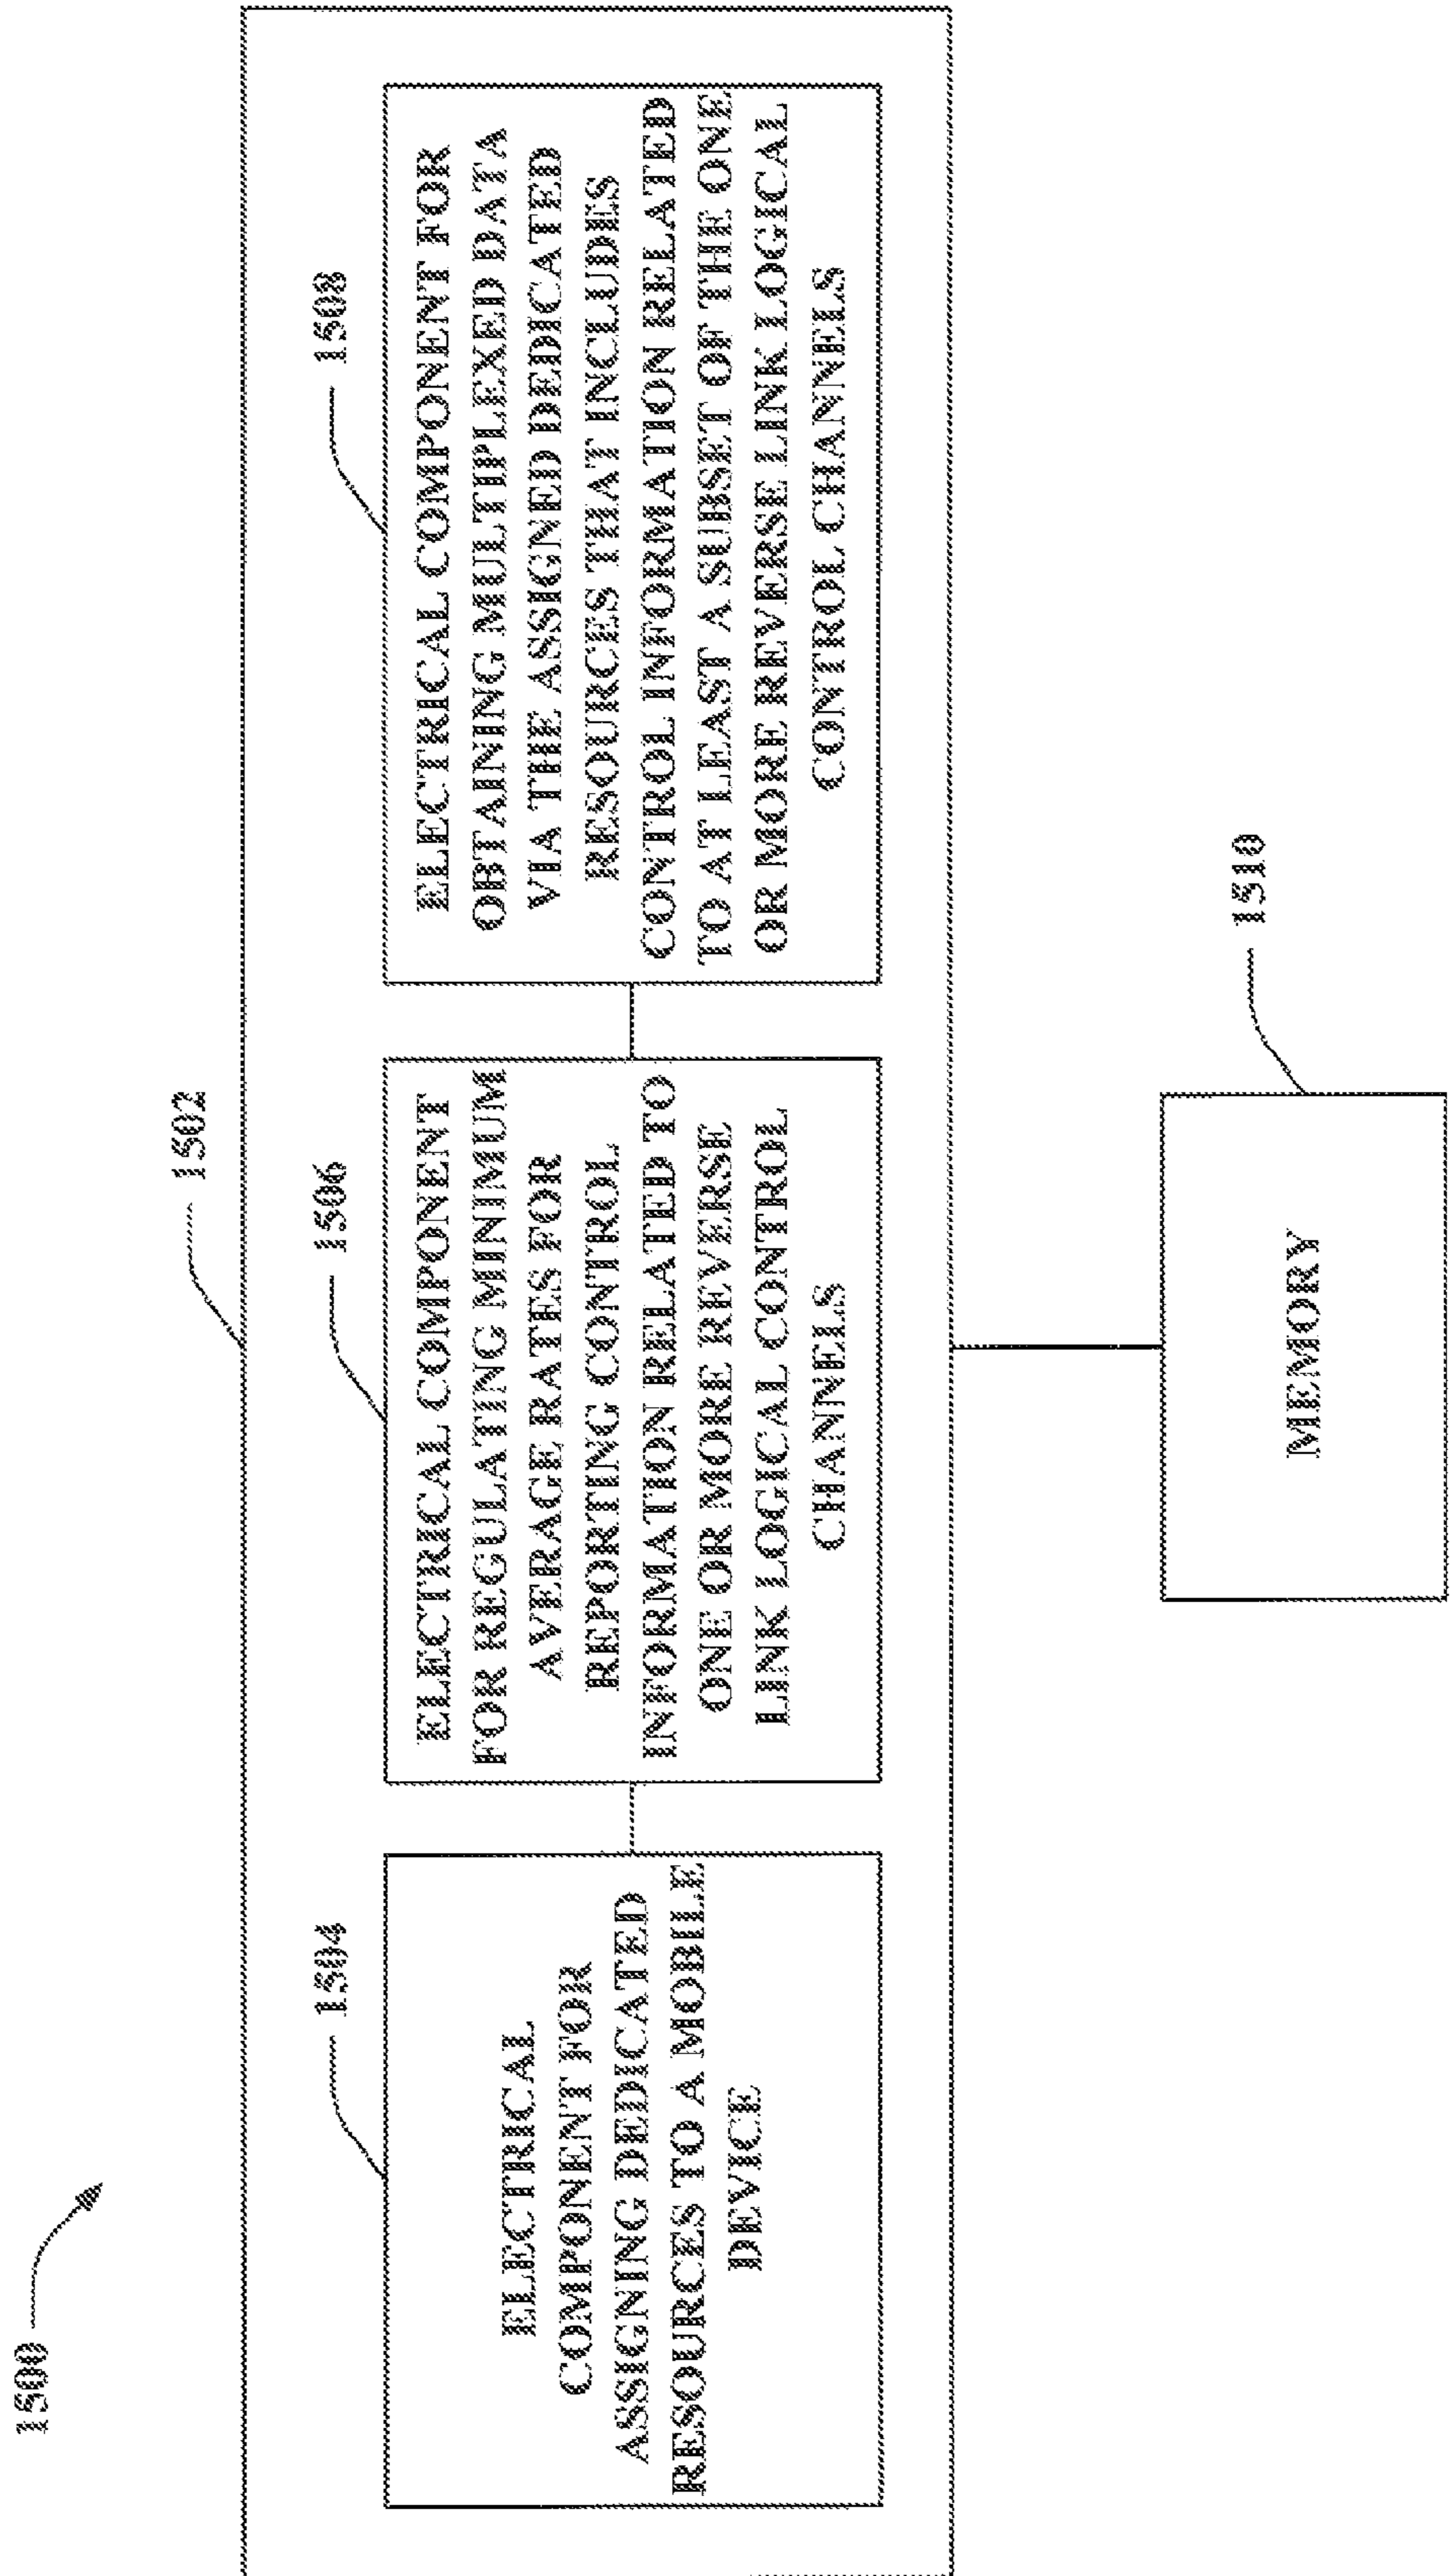 1500
1502
1504
ELECTRICAL
COMPONENT FOR
ASSIGNING DEDICATED
RESOURCES TO A MOBILE
DEVICE
1506
ELECTRICAL COMPONENT
FOR REGULATING MINIMUM
AVERAGE RATES FOR
REPORTING CONTROL
INFORMATION RELATED TO
ONE OR MORE REVERSE
LINK LOGICAL CONTROL
CHANNELS
1508
ELECTRICAL COMPONENT FOR
OBTAINING MULTIPLEXED DATA
VIA THE ASSIGNED DEDICATED
RESOURCES THAT INCLUDES
CONTROL INFORMATION RELATED
TO AT LEAST A SUBSET OF THE ONE
OR MORE REVERSE LINK LOGICAL
CONTROL CHANNELS
1510
MEMORY